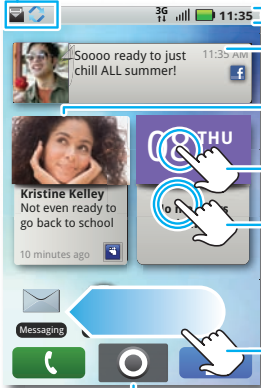 3G 11:35
Soooo ready to just
11:35 AM
chill ALL summer!
08 THU
Kristine Kelley
Not even ready to
go back to school
10 minutes ago
Messaging